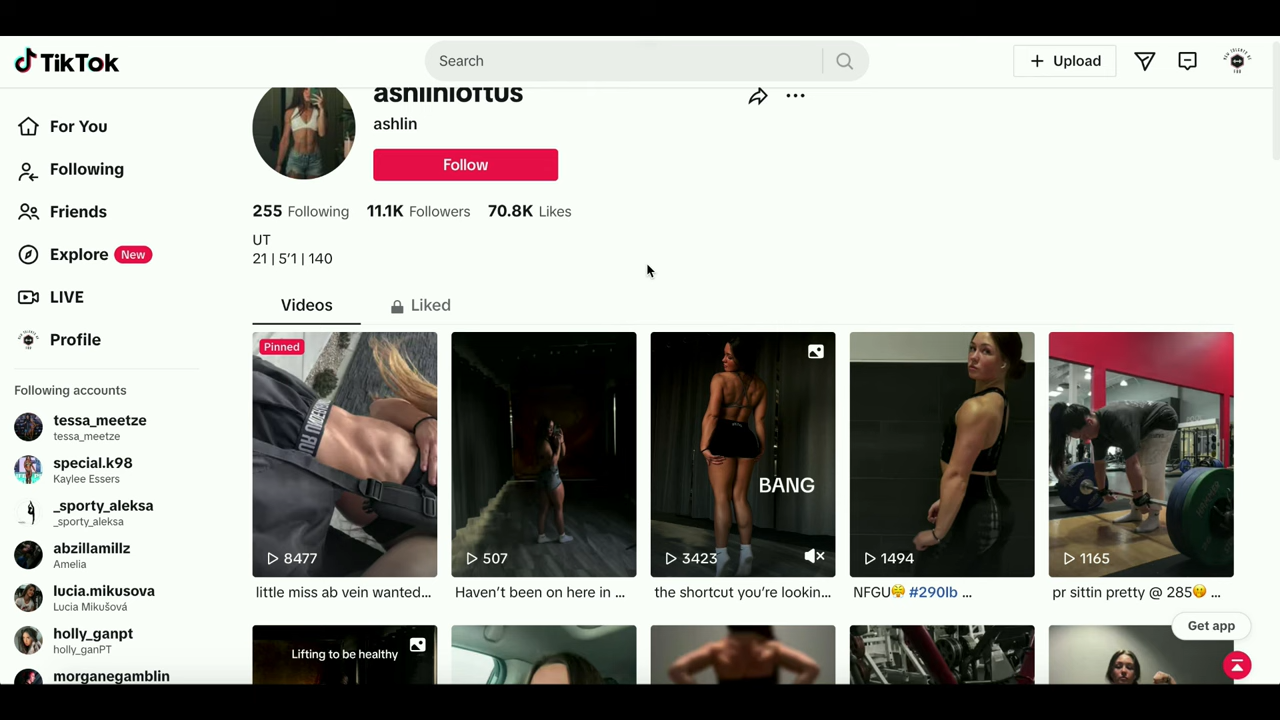 TikTok
Search
Upload
For You
Following
Friends
Explore New
LIVE
Profile
Following accounts
tessa_meetze
tessa_meetze
special.k98
Kaylee Essers
_sporty_aleksa
_sporty_aleksa
abzillamillz
Amelia
lucia.mikusova
Lucia Mikušová
holly_ganpt
holly_ganPT
morganegamblin
ashlinloftus
ashlin
Follow
255 Following 11.1K Followers 70.8K Likes
UT
21 | 5'1 | 140
Videos Liked
Pinned
BANG
8477 507 3423 1494 1165
little miss ab vein wanted...
Haven't been on here in ...
the shortcut you're lookin...
NFGU😤 #290lb ...
pr sittin pretty @ 285🤭 ...
Lifting to be healthy
Get app